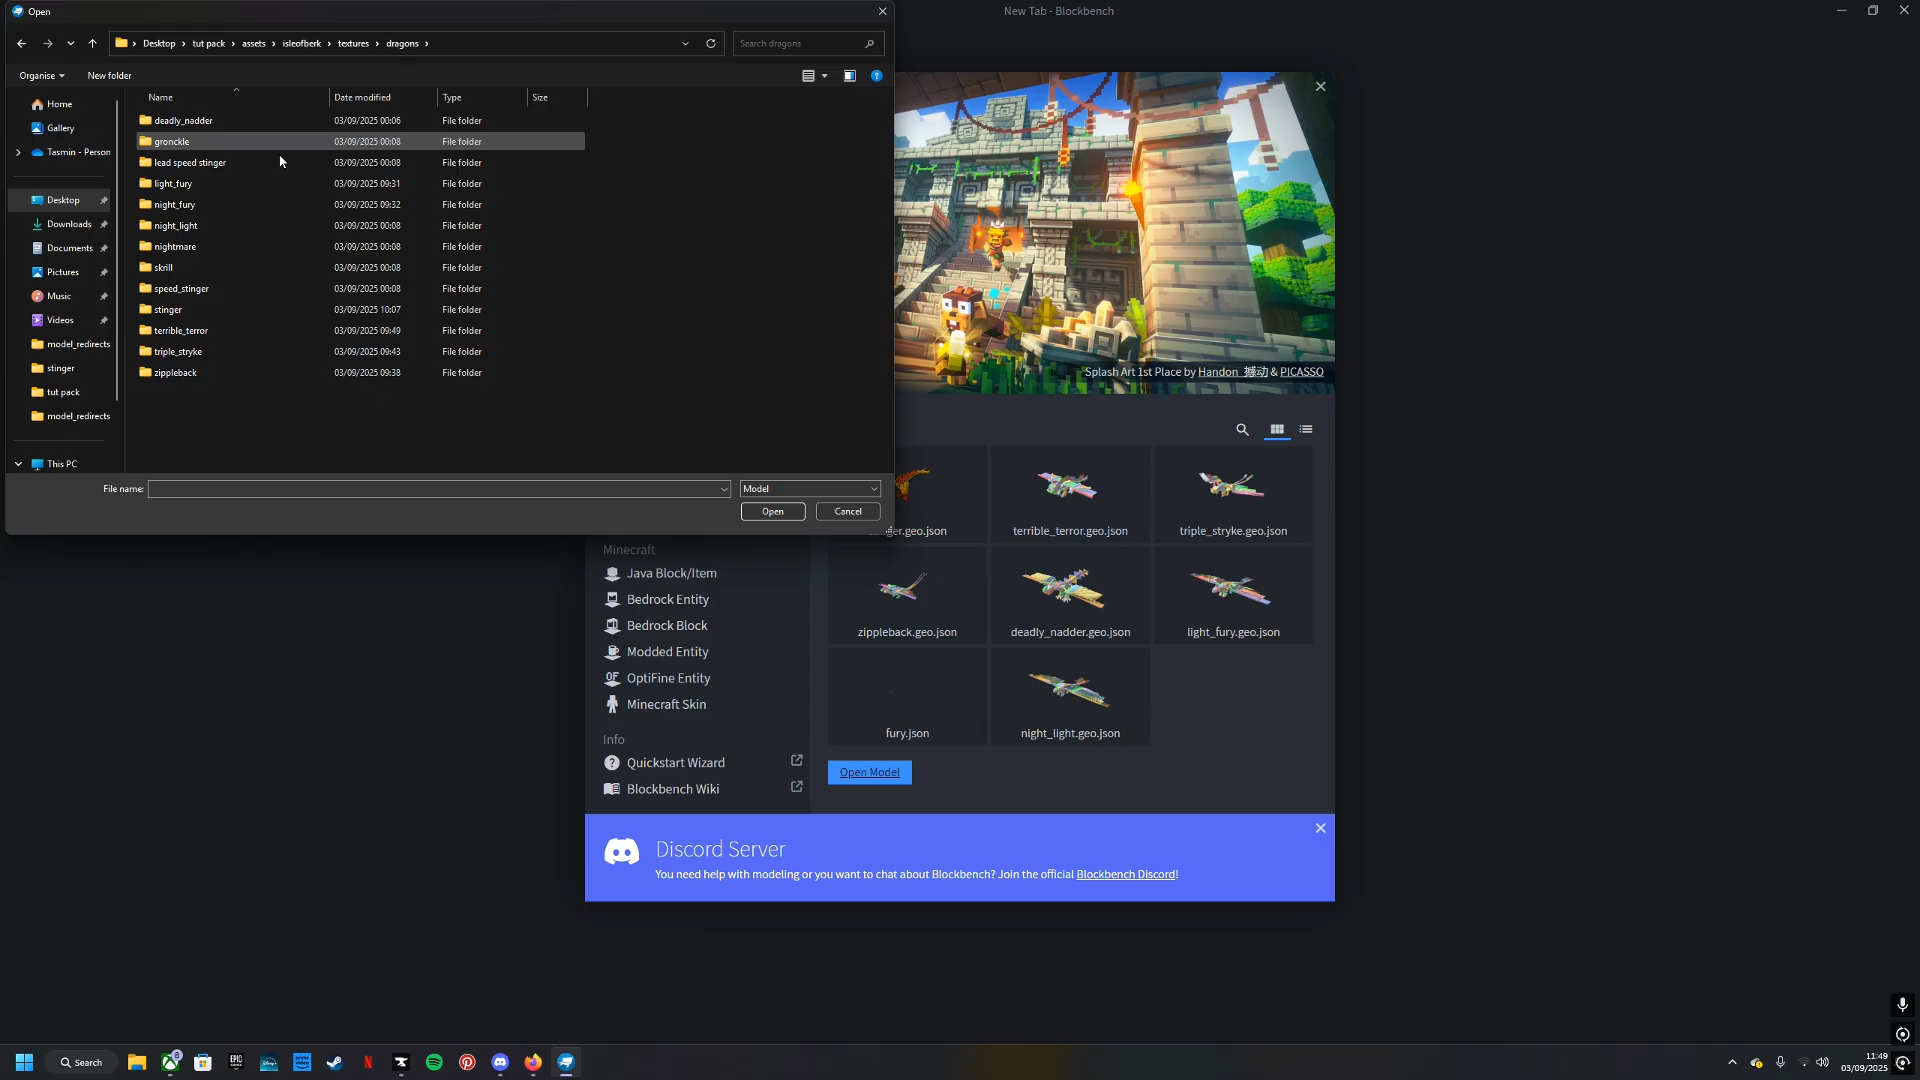 Open
New Tab - Blockbench
Desktop › tut pack › assets › isleofberk › textures › dragons ›
Search dragons
Organise
New folder
Name
Date modified
Type
Size
Home
Gallery
Tasmin - Person
Desktop
Downloads
Documents
Pictures
Music
Videos
model_redirects
stinger
tut pack
model_redirects
This PC
deadly_nadder 03/09/2025 00:06 File folder
gronckle 03/09/2025 00:08 File folder
lead speed stinger 03/09/2025 00:08 File folder
light_fury 03/09/2025 09:31 File folder
night_fury 03/09/2025 09:32 File folder
night_light 03/09/2025 00:08 File folder
nightmare 03/09/2025 00:08 File folder
skrill 03/09/2025 00:08 File folder
speed_stinger 03/09/2025 00:08 File folder
stinger 03/09/2025 10:07 File folder
terrible_terror 03/09/2025 09:49 File folder
triple_stryke 03/09/2025 09:43 File folder
zippleback 03/09/2025 09:38 File folder
File name:
Model
Open
Cancel
Splash Art 1st Place by Handon_撼动 & PICASSO
.geo.json
terrible_terror.geo.json
triple_stryke.geo.json
zippleback.geo.json
deadly_nadder.geo.json
light_fury.geo.json
fury.json
night_light.geo.json
Open Model
Minecraft
Java Block/Item
Bedrock Entity
Bedrock Block
Modded Entity
OF OptiFine Entity
Minecraft Skin
Info
Quickstart Wizard
Blockbench Wiki
Discord Server
You need help with modeling or you want to chat about Blockbench? Join the official Blockbench Discord!
Search
EPIC
11:49
03/09/2025